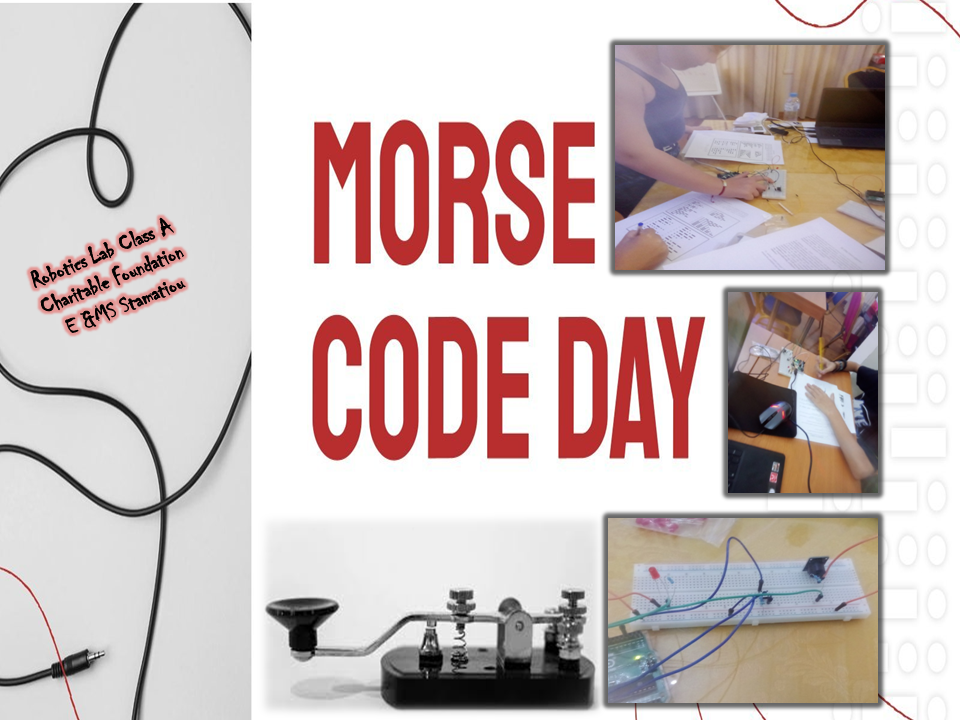 Robotics Lab Class A
Charitable Foundation
E &MS Stamatiou
MORSE
CODE DAY